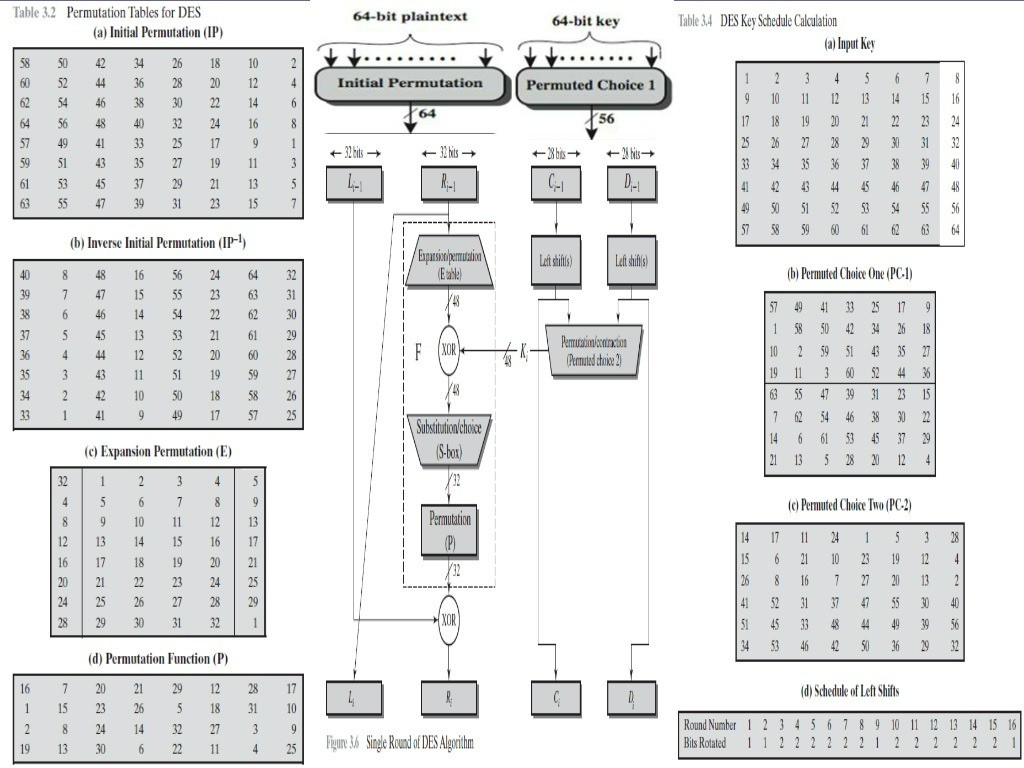 Table 3.2 Permutation Tables for DES
(a) Initial Permutation (IP)
58 50 42 34 26 18 10 2
60 52 44 36 28 20 12 4
62 54 46 38 30 22 14 6
64 56 48 40 32 24 16 8
57 49 41 33 25 17 9 1
59 51 43 35 27 19 11 3
61 53 45 37 29 21 13 5
63 55 47 39 31 23 15 7
(b) Inverse Initial Permutation (IP–1)
40 8 48 16 56 24 64 32
39 7 47 15 55 23 63 31
38 6 46 14 54 22 62 30
37 5 45 13 53 21 61 29
36 4 44 12 52 20 60 28
35 3 43 11 51 19 59 27
34 2 42 10 50 18 58 26
33 1 41 9 49 17 57 25
(c) Expansion Permutation (E)
32 1 2 3 4 5
4 5 6 7 8 9
8 9 10 11 12 13
12 13 14 15 16 17
16 17 18 19 20 21
20 21 22 23 24 25
24 25 26 27 28 29
28 29 30 31 32 1
(d) Permutation Function (P)
16 7 20 21 29 12 28 17
1 15 23 26 5 18 31 10
2 8 24 14 32 27 3 9
19 13 30 6 22 11 4 25
64-bit plaintext
64-bit key
Initial Permutation
Permuted Choice 1
64
56
32 bits
32 bits
28 bits
28 bits
Li–1
Ri–1
Ci–1
Di–1
Expansion/permutation
(E table)
Left shift(s)
Left shift(s)
48
F
XOR
48
Ki
Permutation/contraction
(Permuted choice 2)
48
Substitution/choice
(S-box)
32
Permutation
(P)
32
XOR
Li
Ri
Ci
Di
Figure 3.6 Single Round of DES Algorithm
Table 3.4 DES Key Schedule Calculation
(a) Input Key
1 2 3 4 5 6 7 8
9 10 11 12 13 14 15 16
17 18 19 20 21 22 23 24
25 26 27 28 29 30 31 32
33 34 35 36 37 38 39 40
41 42 43 44 45 46 47 48
49 50 51 52 53 54 55 56
57 58 59 60 61 62 63 64
(b) Permuted Choice One (PC-1)
57 49 41 33 25 17 9
1 58 50 42 34 26 18
10 2 59 51 43 35 27
19 11 3 60 52 44 36
63 55 47 39 31 23 15
7 62 54 46 38 30 22
14 6 61 53 45 37 29
21 13 5 28 20 12 4
(c) Permuted Choice Two (PC-2)
14 17 11 24 1 5 3 28
15 6 21 10 23 19 12 4
26 8 16 7 27 20 13 2
41 52 31 37 47 55 30 40
51 45 33 48 44 49 39 56
34 53 46 42 50 36 29 32
(d) Schedule of Left Shifts
Round Number 1 2 3 4 5 6 7 8 9 10 11 12 13 14 15 16
Bits Rotated 1 1 2 2 2 2 2 2 1 2 2 2 2 2 2 1